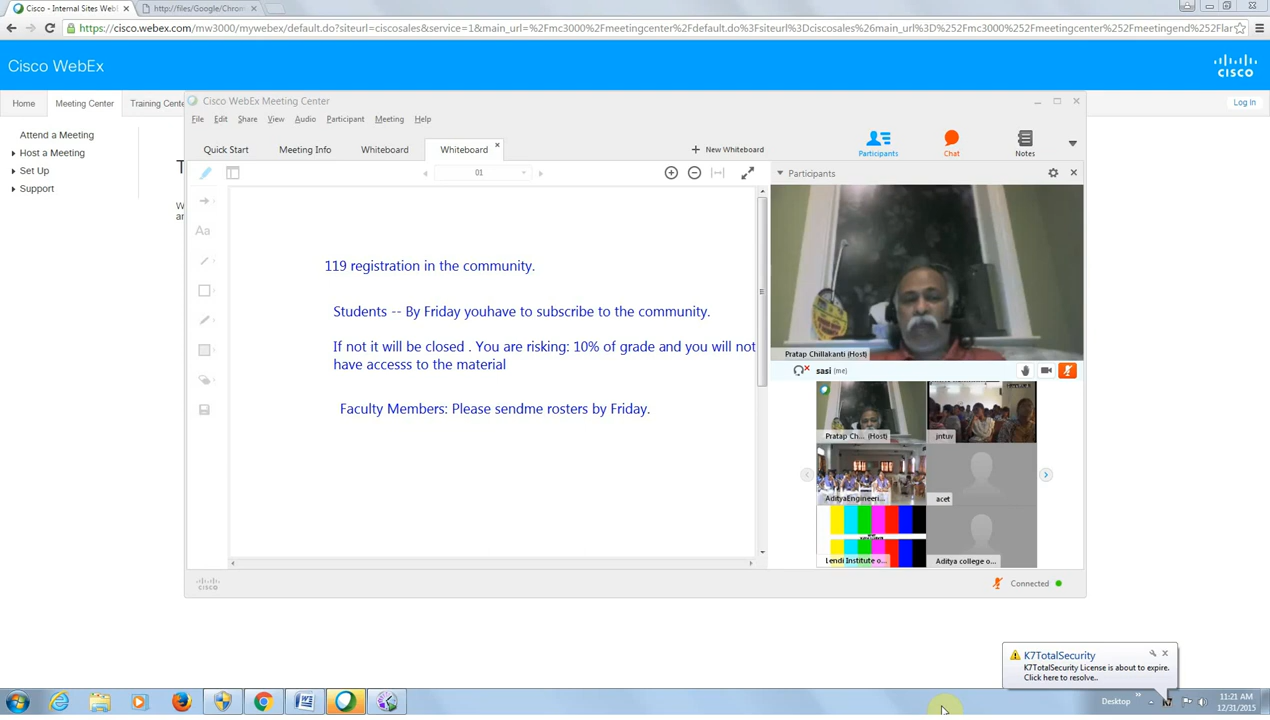 Cisco - Internal Sites WebE
http://files/Google/Chrom
https://cisco.webex.com/mw3000/mywebex/default.do?siteurl=ciscosales&service=1&main_url=%2Fmc3000%2Fmeetingcenter%2Fdefault.do%3Fsiteurl%3Dciscosales%26main_url%3D%252Fmc3000%252Fmeetingcenter%252Fmeetingend%252Flar
Cisco WebEx
CISCO
Home
Meeting Center
Training Cente
Log In
Attend a Meeting
Host a Meeting
Set Up
Support
T
W
ar
Cisco WebEx Meeting Center
File Edit Share View Audio Participant Meeting Help
Quick Start
Meeting Info
Whiteboard
Whiteboard
New Whiteboard
Participants
Chat
Notes
01
Aa
Participants
119 registration in the community.
Students -- By Friday youhave to subscribe to the community.
If not it will be closed . You are risking: 10% of grade and you will not
have accesss to the material
Faculty Members: Please sendme rosters by Friday.
Pratap Chillakanti (Host)
sasi (me)
Pratap Ch... (Host)
jntuv
AdityaEngineeri...
acet
Lendi Institute o...
Aditya college o...
cisco
Connected
K7TotalSecurity
K7TotalSecurity License is about to expire.
Click here to resolve..
Desktop
11:21 AM
12/31/2015